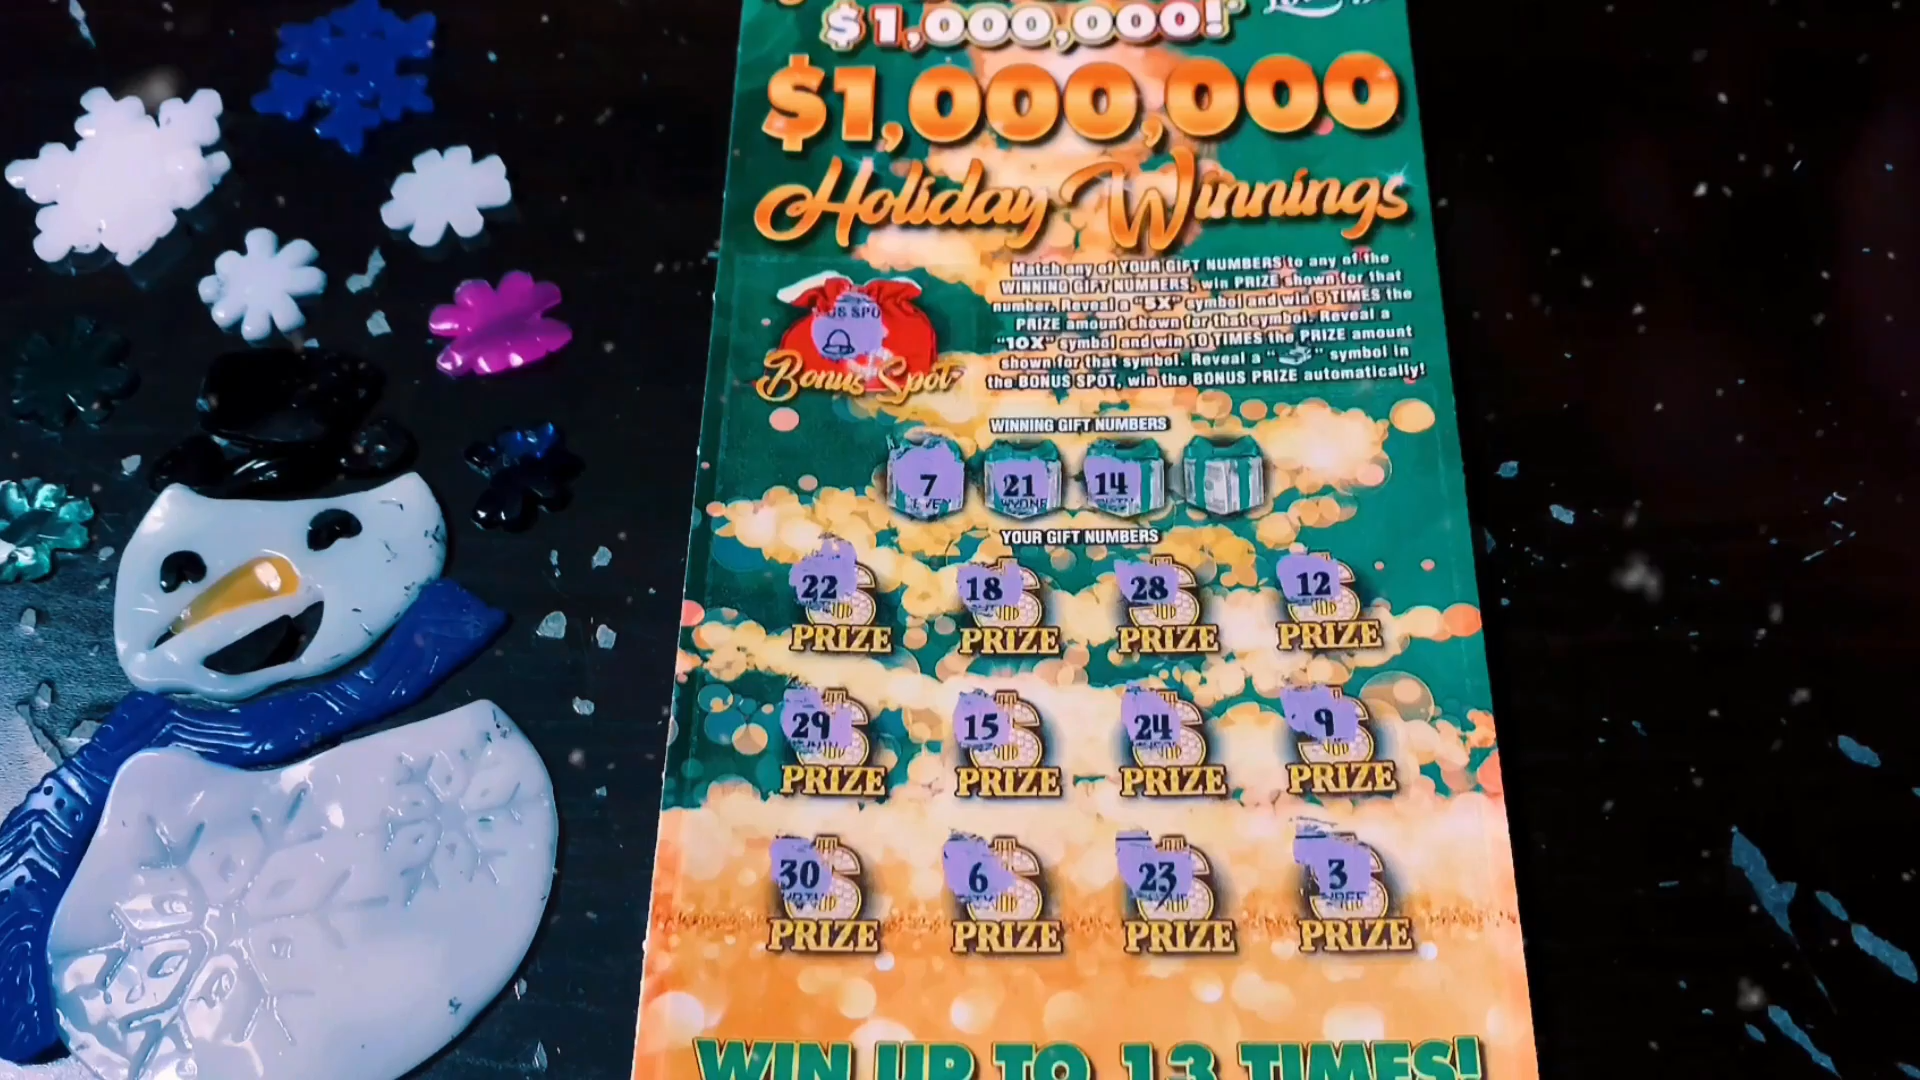 $1,000,000!
$1,000,000
Holiday Winnings
Match any of YOUR GIFT NUMBERS to any of the
WINNING GIFT NUMBERS, win PRIZE shown for that
number. Reveal a "5X" symbol and win 5 TIMES the
PRIZE amount shown for that symbol. Reveal a
"10X" symbol and win 10 TIMES the PRIZE amount
shown for that symbol. Reveal a " " symbol in
the BONUS SPOT, win the BONUS PRIZE automatically!
Bonus Spot
WINNING GIFT NUMBERS
7 21 14
YOUR GIFT NUMBERS
22 18 28 12
PRIZE PRIZE PRIZE PRIZE
29 15 24 9
PRIZE PRIZE PRIZE PRIZE
30 6 23 3
PRIZE PRIZE PRIZE PRIZE
WIN UP TO 13 TIMES!